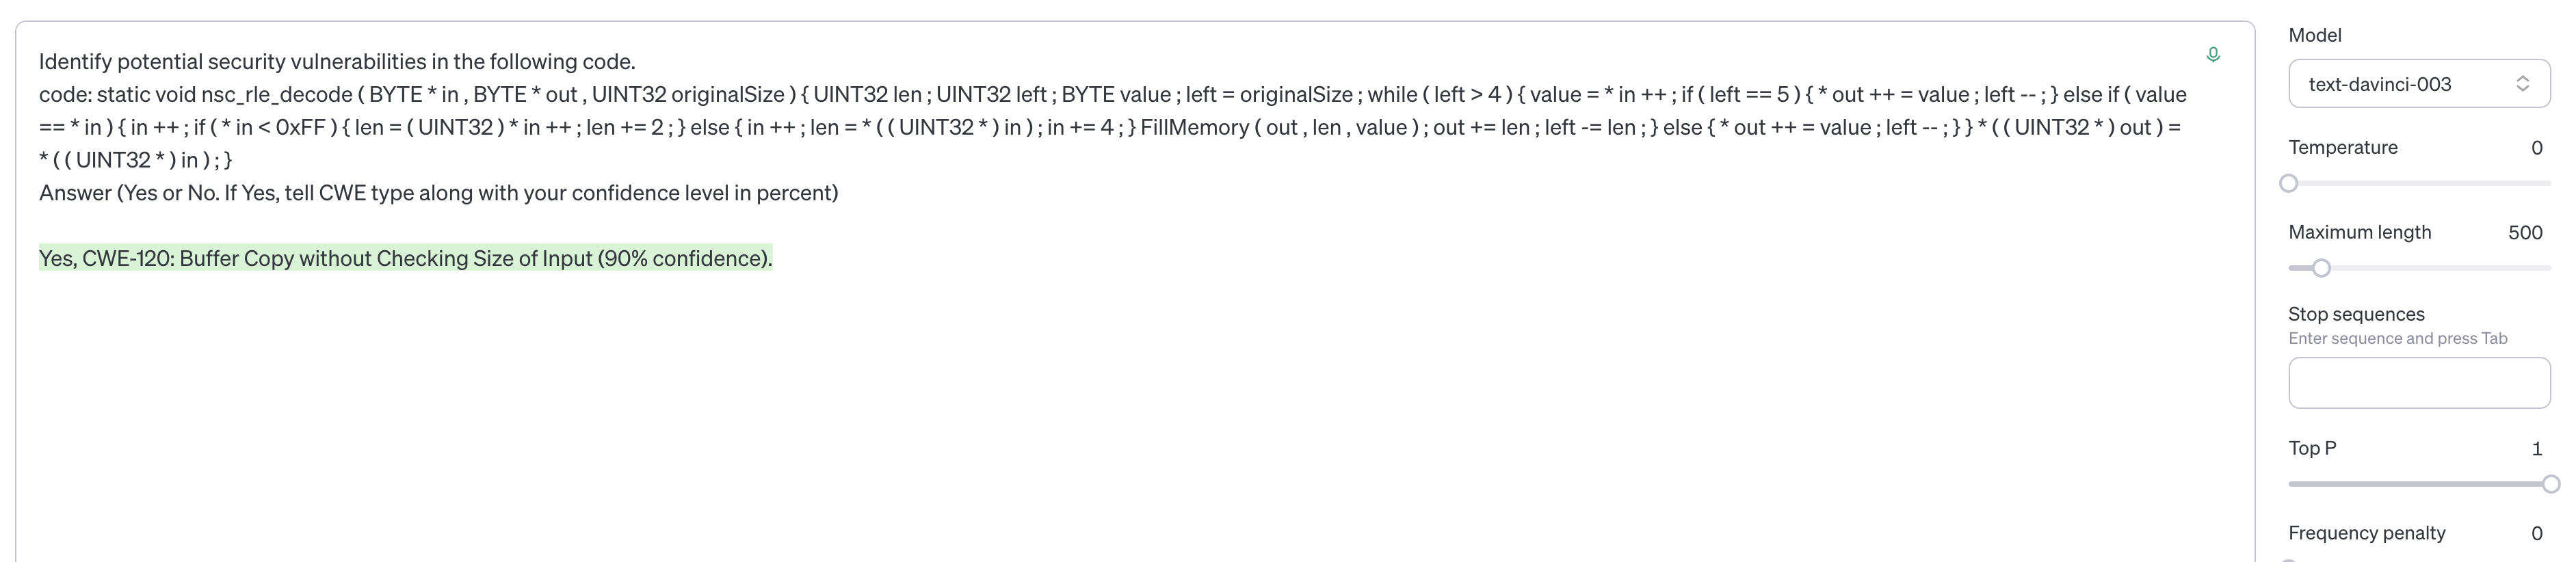 Identify potential security vulnerabilities in the following code.
code: static void nsc_rle_decode ( BYTE * in , BYTE * out , UINT32 originalSize ) { UINT32 len ; UINT32 left ; BYTE value ; left = originalSize ; while ( left > 4 ) { value = * in ++ ; if ( left == 5 ) { * out ++ = value ; left -- ; } else if ( value
== * in ) { in ++ ; if ( * in < 0xFF ) { len = ( UINT32 ) * in ++ ; len += 2 ; } else { in ++ ; len = * ( ( UINT32 * ) in ) ; in += 4 ; } FillMemory ( out , len , value ) ; out += len ; left -= len ; } else { * out ++ = value ; left -- ; } } * ( ( UINT32 * ) out ) =
* ( ( UINT32 * ) in ) ; }
Answer (Yes or No. If Yes, tell CWE type along with your confidence level in percent)
Yes, CWE-120: Buffer Copy without Checking Size of Input (90% confidence).
Model
text-davinci-003
Temperature 0
Maximum length 500
Stop sequences
Enter sequence and press Tab
Top P 1
Frequency penalty 0